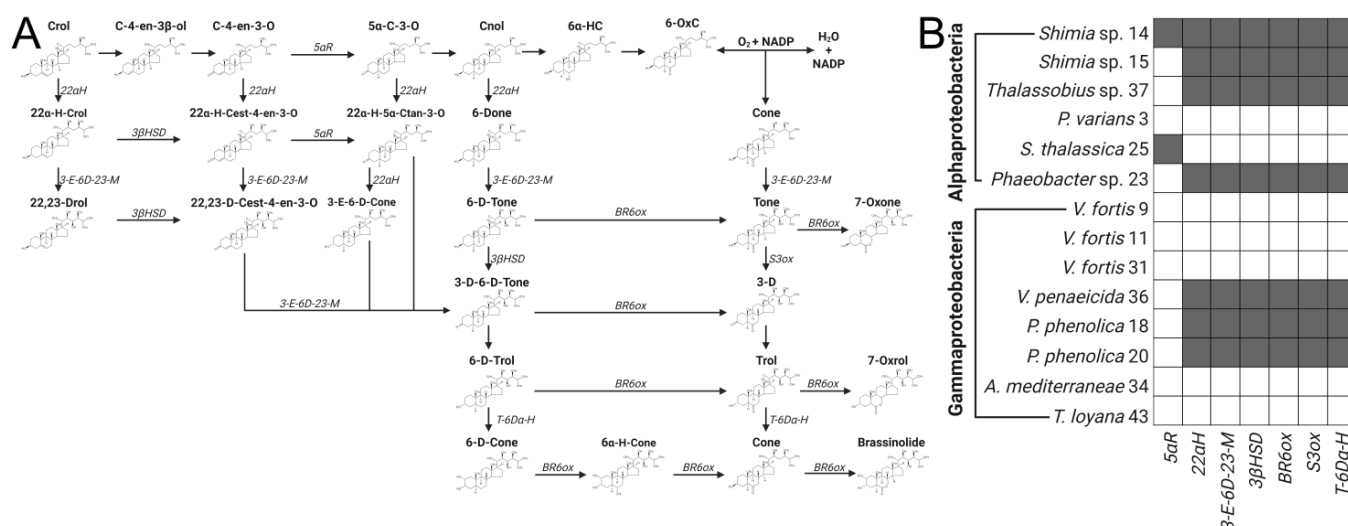 A
Crol
C-4-en-3β-ol
C-4-en-3-O
5α-C-3-O
Cnol
6α-HC
6-OxC
5αR
O₂ + NADP
H₂O
+
NADP
22αH
22αH
22αH
22αH
22α-H-Crol
3βHSD
22α-H-Cest-4-en-3-O
5αR
22α-H-5α-Ctan-3-O
6-Done
Cone
3-E-6D-23-M
3-E-6D-23-M
22αH
3-E-6D-23-M
3-E-6D-23-M
22,23-Drol
3βHSD
22,23-D-Cest-4-en-3-O
3-E-6-D-Cone
6-D-Tone
BR6ox
Tone
BR6ox
7-Oxone
3βHSD
S3ox
3-E-6D-23-M
3-D-6-D-Tone
BR6ox
3-D
6-D-Trol
BR6ox
Trol
BR6ox
7-Oxrol
T-6Dα-H
T-6Dα-H
6-D-Cone
BR6ox
6α-H-Cone
BR6ox
Cone
BR6ox
Brassinolide
B
Alphaproteobacteria
Shimia sp. 14
Shimia sp. 15
Thalassobius sp. 37
P. varians 3
S. thalassica 25
Phaeobacter sp. 23
Gammaproteobacteria
V. fortis 9
V. fortis 11
V. fortis 31
V. penaeicida 36
P. phenolica 18
P. phenolica 20
A. mediterraneae 34
T. loyana 43
5αR
22αH
3-E-6D-23-M
3βHSD
BR6ox
S3ox
T-6Dα-H